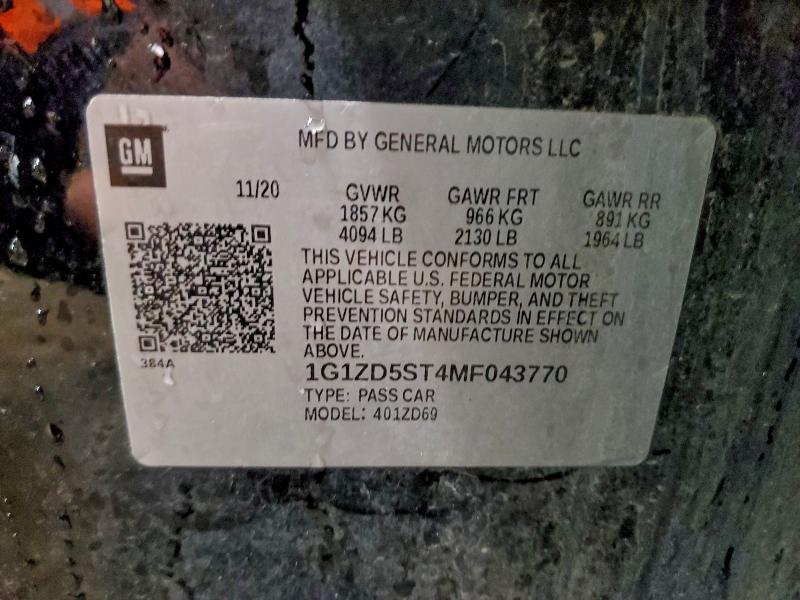 GM
MFD BY GENERAL MOTORS LLC
11/20 GVWR GAWR FRT GAWR RR
1857 KG 966 KG 891 KG
4094 LB 2130 LB 1964 LB
THIS VEHICLE CONFORMS TO ALL
APPLICABLE U.S. FEDERAL MOTOR
VEHICLE SAFETY, BUMPER, AND THEFT
PREVENTION STANDARDS IN EFFECT ON
THE DATE OF MANUFACTURE SHOWN
ABOVE.
384A
1G1ZD5ST4MF043770
TYPE: PASS CAR
MODEL: 401ZD69